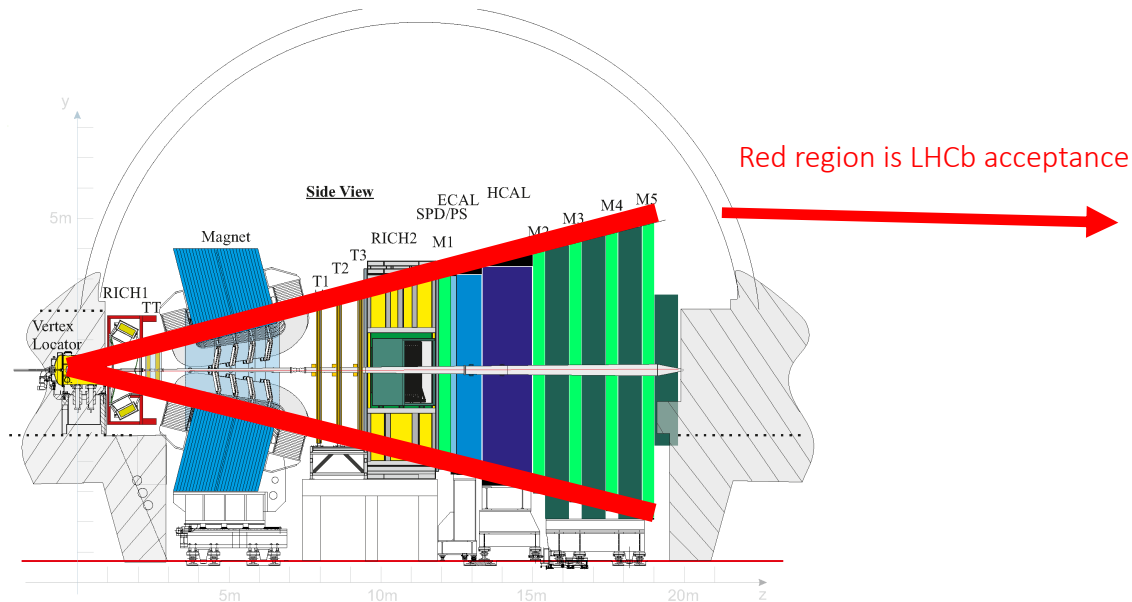 Red region is LHCb acceptance
y
5m
Side View
ECAL
HCAL
SPD/PS
M5
M4
M3
M2
M1
RICH2
Magnet
T3
T2
T1
RICH1
TT
Vertex
Locator
5m
10m
15m
20m
z